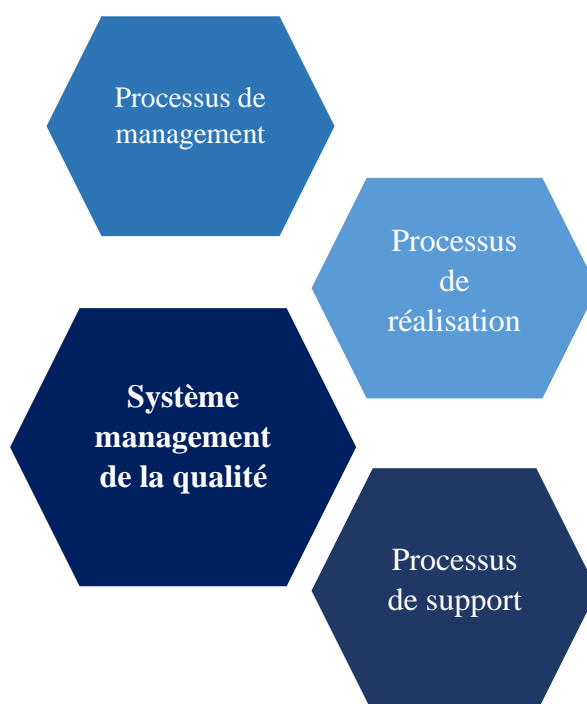 Processus de
management
Processus
de
réalisation
Système
management
de la qualité
Processus
de support